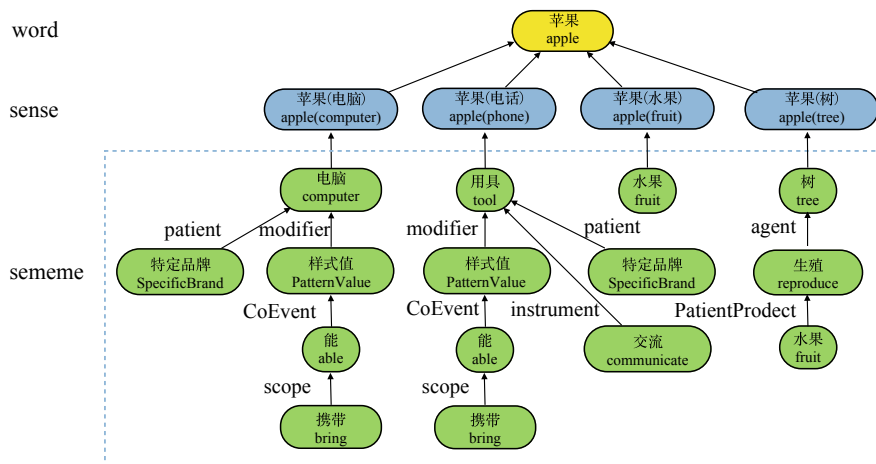 word
苹果
apple
sense
苹果(电脑)
apple(computer)
苹果(电话)
apple(phone)
苹果(水果)
apple(fruit)
苹果(树)
apple(tree)
电脑
computer
用具
tool
水果
fruit
树
tree
patient
modifier
modifier
patient
agent
sememe
特定品牌
SpecificBrand
样式值
PatternValue
样式值
PatternValue
特定品牌
SpecificBrand
生殖
reproduce
CoEvent
CoEvent
instrument
PatientProdect
能
able
能
able
交流
communicate
水果
fruit
scope
scope
携带
bring
携带
bring